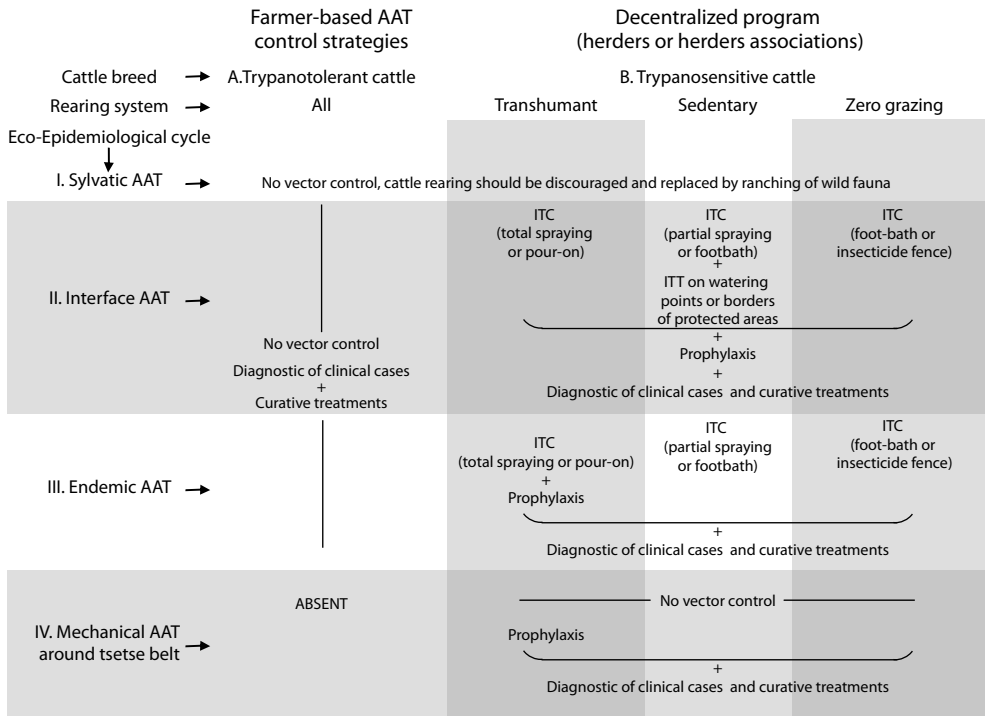 Farmer-based AAT
control strategies
Decentralized program
(herders or herders associations)
Cattle breed
A.Trypanotolerant cattle
B. Trypanosensitive cattle
Rearing system
All
Transhumant
Sedentary
Zero grazing
Eco-Epidemiological cycle
I. Sylvatic AAT
No vector control, cattle rearing should be discouraged and replaced by ranching of wild fauna
II. Interface AAT
No vector control
Diagnostic of clinical cases
+
Curative treatments
ITC
(total spraying
or pour-on)
ITC
(partial spraying
or footbath)
+
ITT on watering
points or borders
of protected areas
ITC
(foot-bath or
insecticide fence)
+
Prophylaxis
+
Diagnostic of clinical cases and curative treatments
III. Endemic AAT
ITC
(total spraying or pour-on)
+
Prophylaxis
ITC
(partial spraying
or footbath)
ITC
(foot-bath or
insecticide fence)
+
Diagnostic of clinical cases and curative treatments
IV. Mechanical AAT
around tsetse belt
ABSENT
No vector control
Prophylaxis
+
Diagnostic of clinical cases and curative treatments